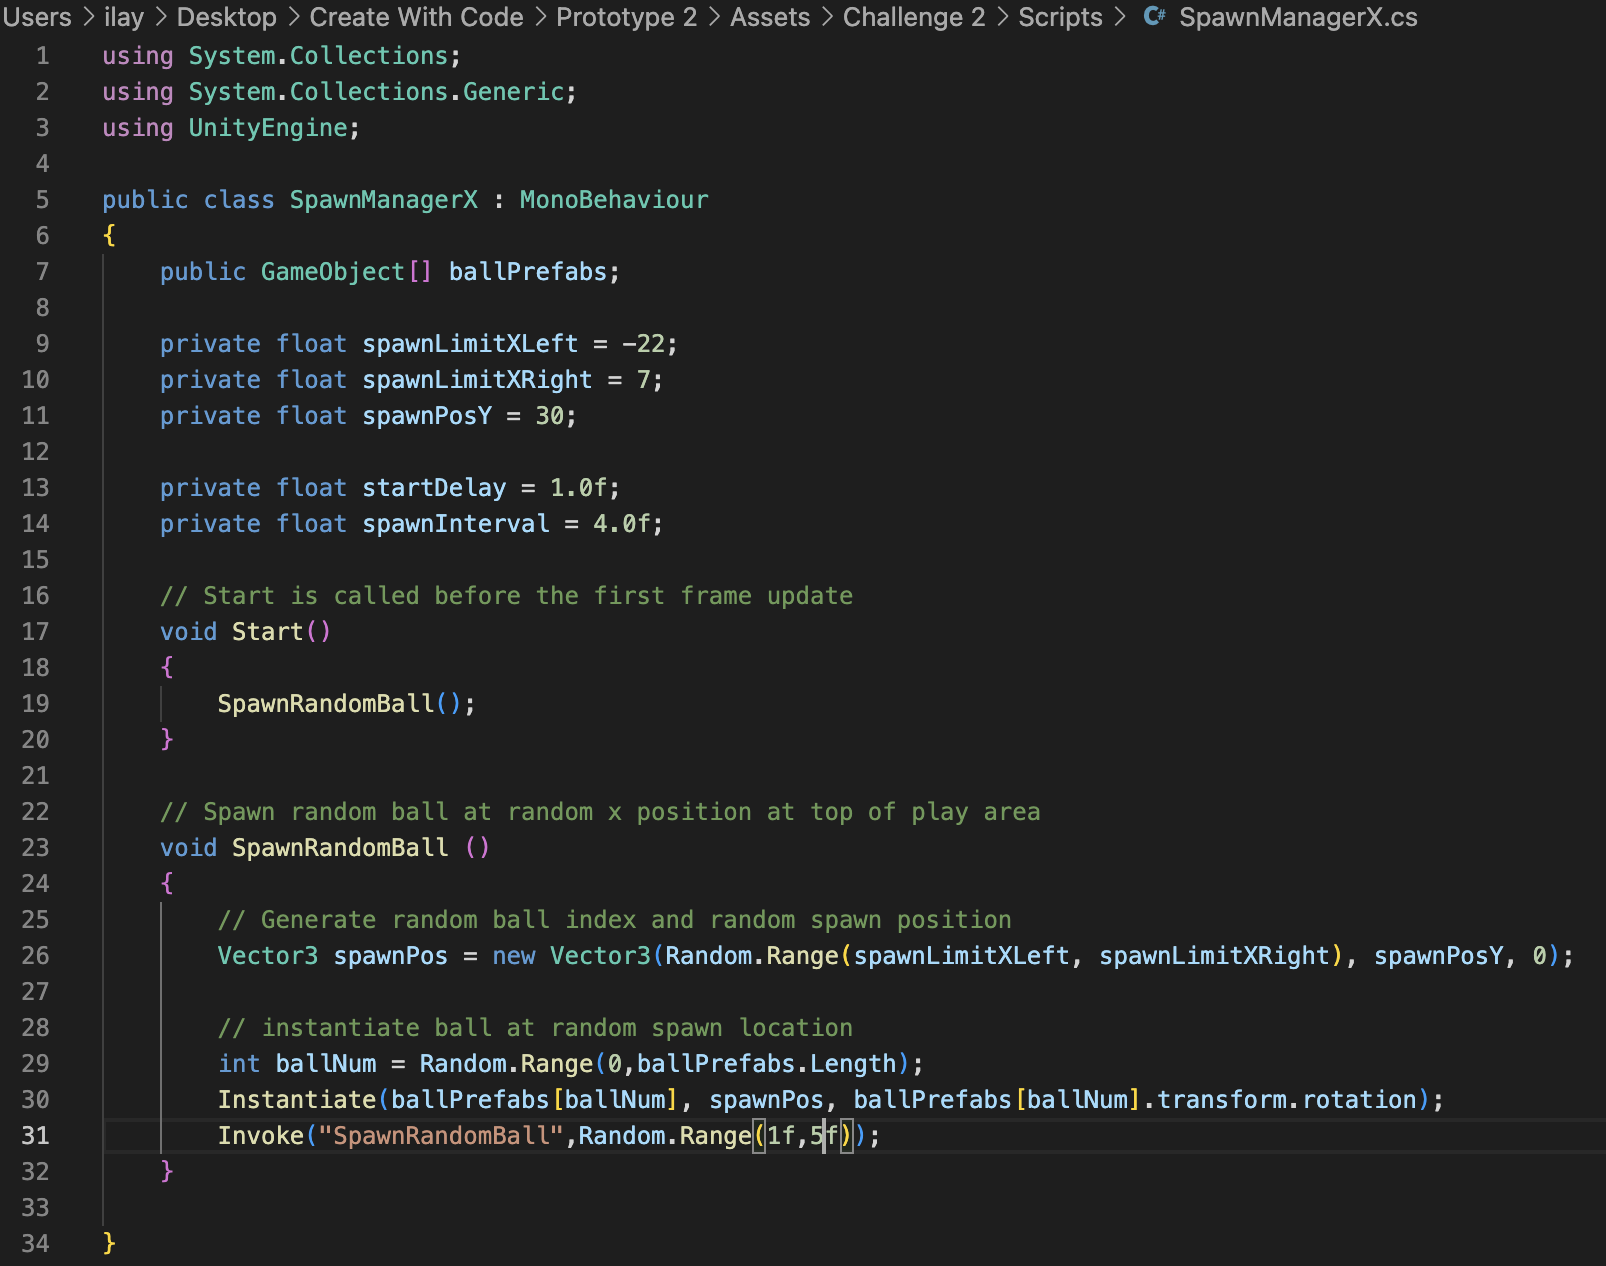 Users > ilay > Desktop > Create With Code > Prototype 2 > Assets > Challenge 2 > Scripts > C# SpawnManagerX.cs
1 using System.Collections;
2 using System.Collections.Generic;
3 using UnityEngine;
4
5 public class SpawnManagerX : MonoBehaviour
6 {
7     public GameObject[] ballPrefabs;
8
9     private float spawnLimitXLeft = -22;
10     private float spawnLimitXRight = 7;
11     private float spawnPosY = 30;
12
13     private float startDelay = 1.0f;
14     private float spawnInterval = 4.0f;
15
16     // Start is called before the first frame update
17     void Start()
18     {
19         SpawnRandomBall();
20     }
21
22     // Spawn random ball at random x position at top of play area
23     void SpawnRandomBall ()
24     {
25         // Generate random ball index and random spawn position
26         Vector3 spawnPos = new Vector3(Random.Range(spawnLimitXLeft, spawnLimitXRight), spawnPosY, 0);
27
28         // instantiate ball at random spawn location
29         int ballNum = Random.Range(0,ballPrefabs.Length);
30         Instantiate(ballPrefabs[ballNum], spawnPos, ballPrefabs[ballNum].transform.rotation);
31         Invoke("SpawnRandomBall",Random.Range(1f,5f));
32     }
33
34 }